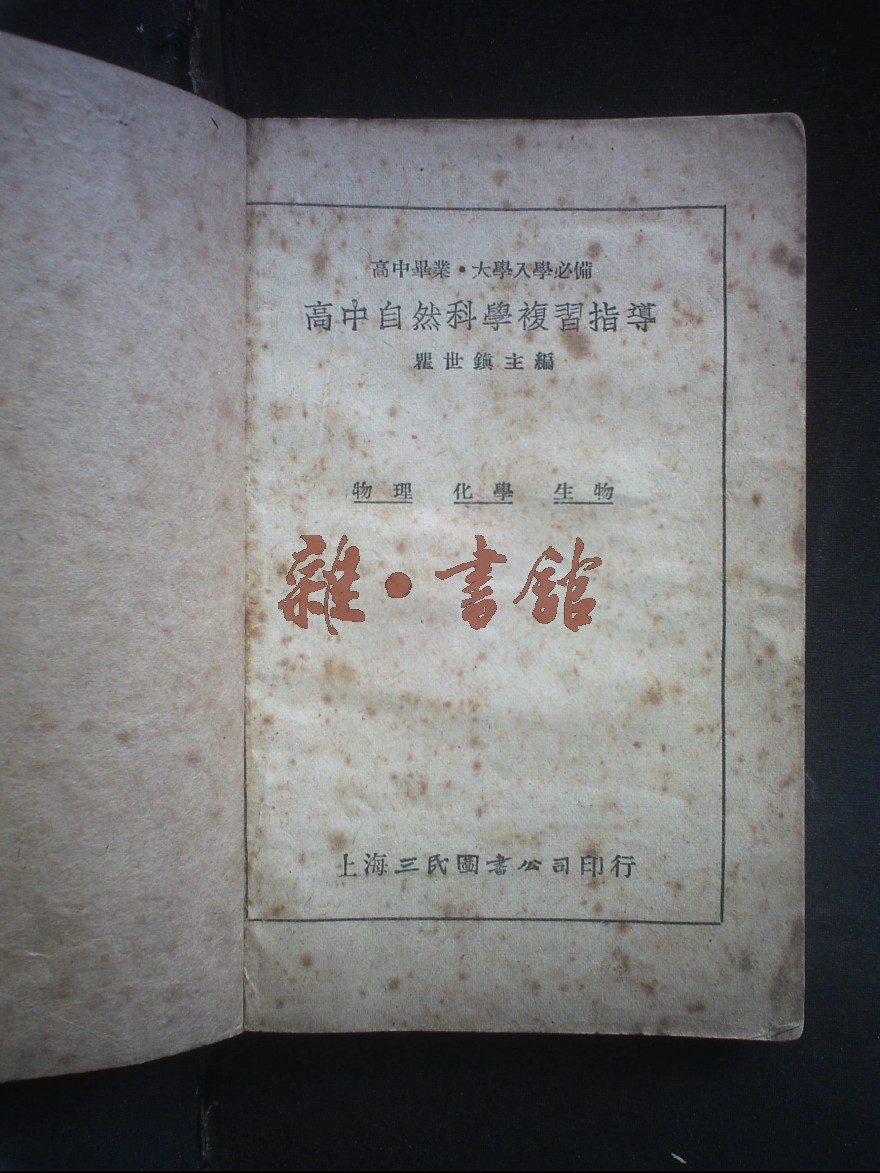 高中畢業・大學入學必備
高中自然科學複習指導
瞿世鎮主編
物理 化學 生物
雜・書館
上海三民圖書公司印行